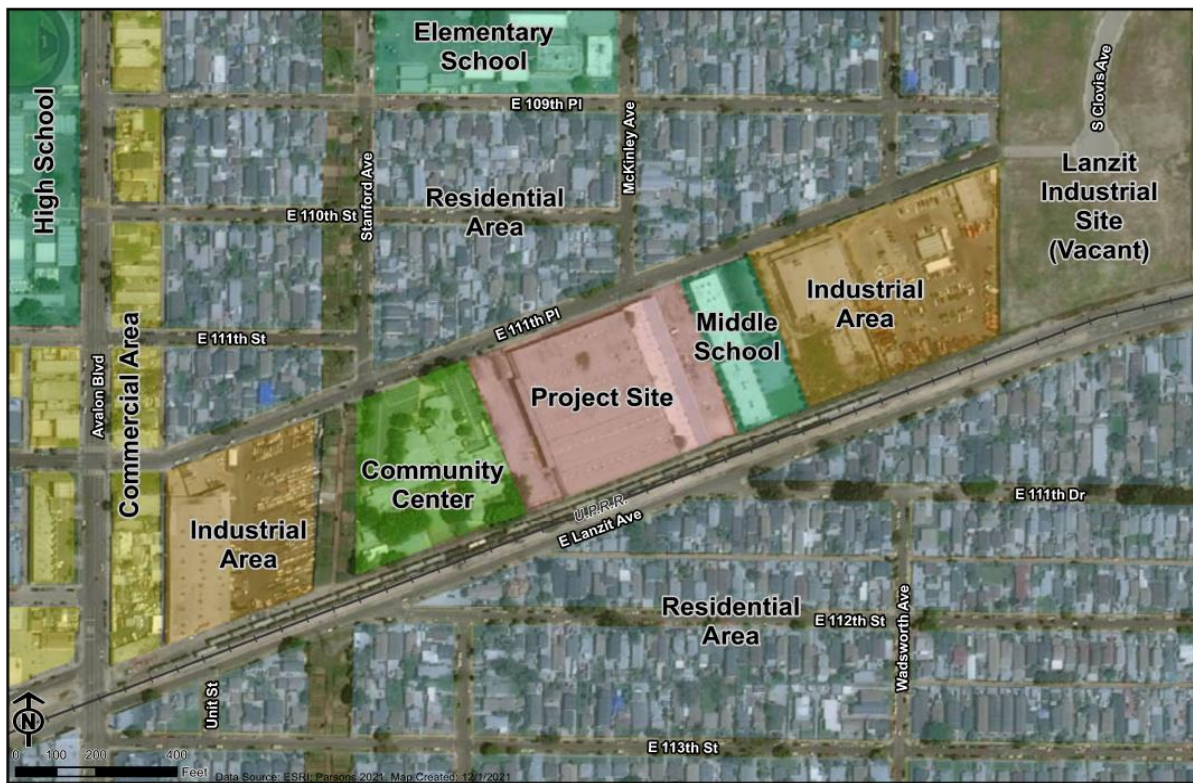 Elementary
School
S Clovis Ave
E 109th Pl
High School
McKinley Ave
Lanzit
Industrial
Site
(Vacant)
Stanford Ave
Residential
Area
E 110th St
Industrial
Area
E 111th Pl
Middle
School
E 111th St
Avalon Blvd
Commercial Area
Project Site
Community
Center
E 111th Dr
U.P.R.R.
E Lanzit Ave
Industrial
Area
Residential
Area
E 112th St
Wadsworth Ave
Unit St
N
E 113th St
0 100 200 400
Feet
Data Source: ESRI; Parsons 2021, Map Created: 12/1/2021